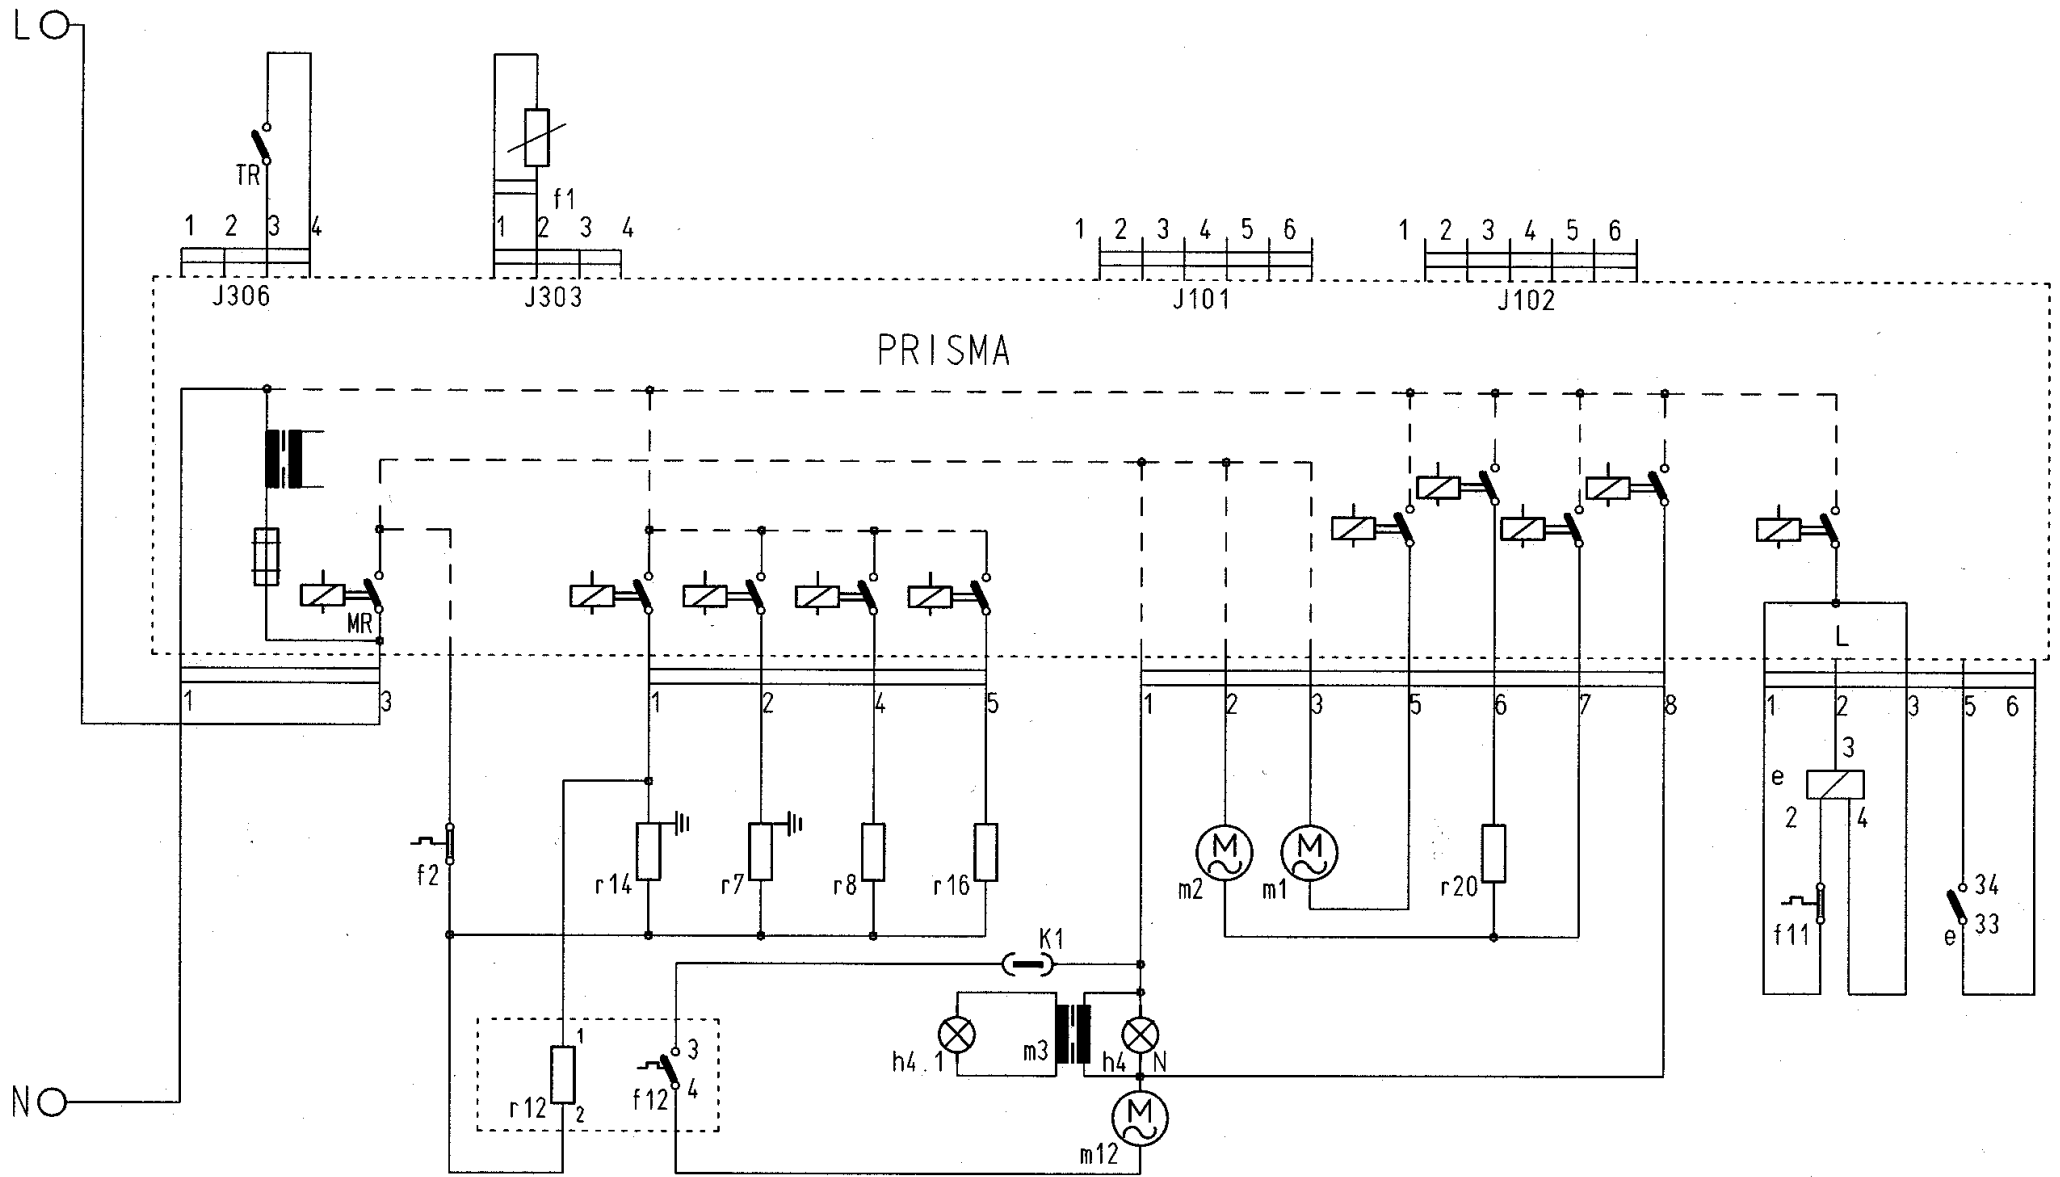 L
TR
f1
1 2 3 4
1 2 3 4
1 2 3 4 5 6
1 2 3 4 5 6
J306
J303
J101
J102
PRISMA
MR
L
1 3
1 2 4 5
1 2 3 5 6 7 8
1 2 3 5 6
3
e
2 4
f2
r14
r7
r8
r16
m2
m1
r20
f11
34
e 33
K1
1
3
h4.1
m3
h4 N
r12 2
f12 4
N
m12